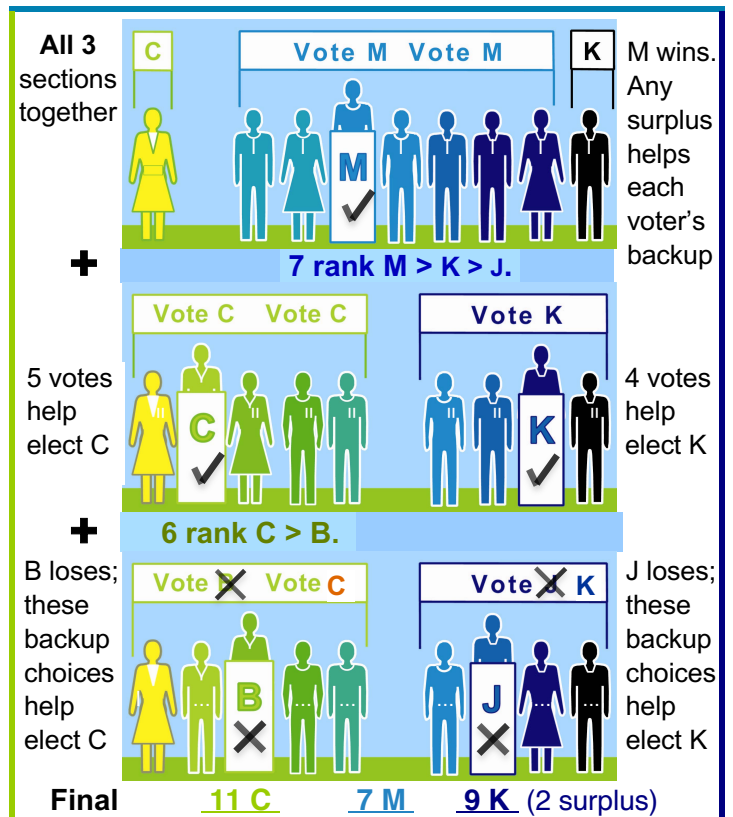 All 3
sections
together
C
Vote M Vote M
K
M wins.
Any
surplus
helps
each
voter’s
backup
M
+
7 rank M > K > J.
Vote C Vote C
Vote K
5 votes
help
elect C
C
K
4 votes
help
elect K
+
6 rank C > B.
B loses;
these
backup
choices
help
elect C
Vote B Vote C
Vote J K
J loses;
these
backup
choices
help
elect K
B
J
Final 11 C 7 M 9 K (2 surplus)